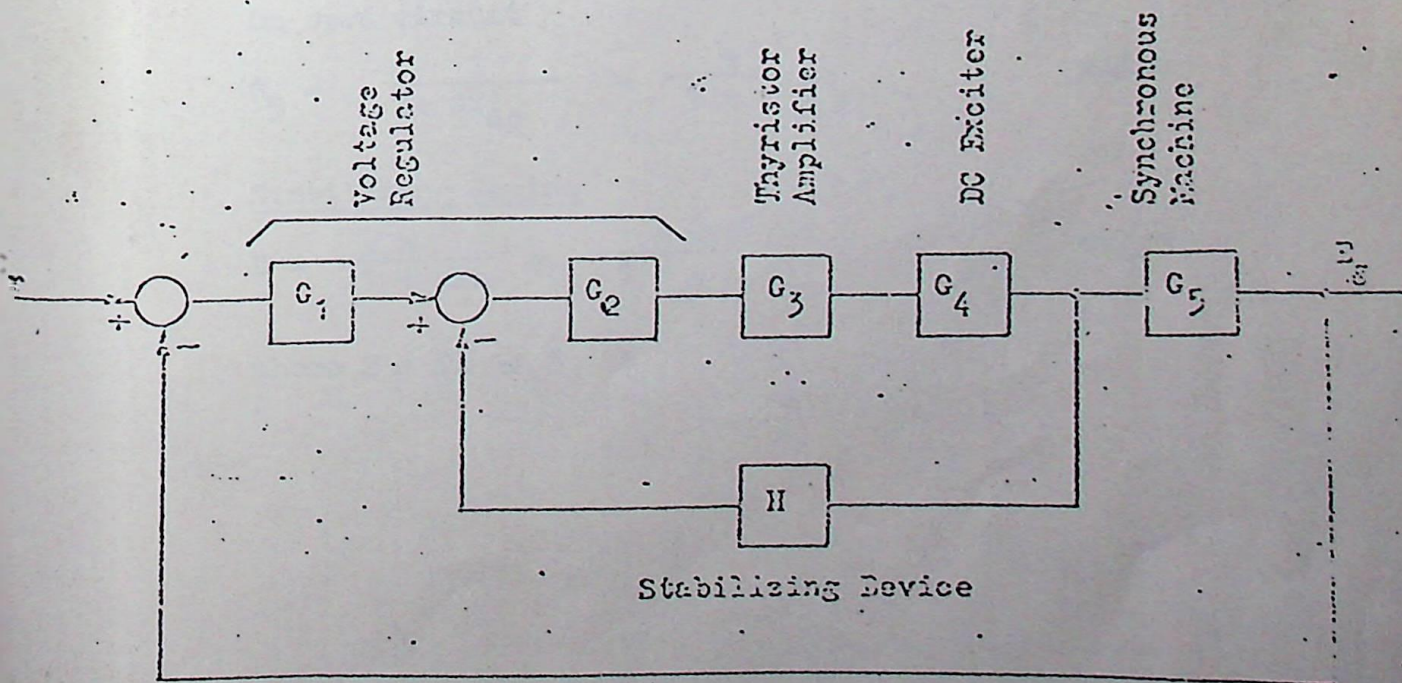 Voltage
Regulator
Thyristor
Amplifier
DC Exciter
Synchronous
Machine
+
−
G1
+
−
G2
G3
G4
G5
H
Stabilizing Device